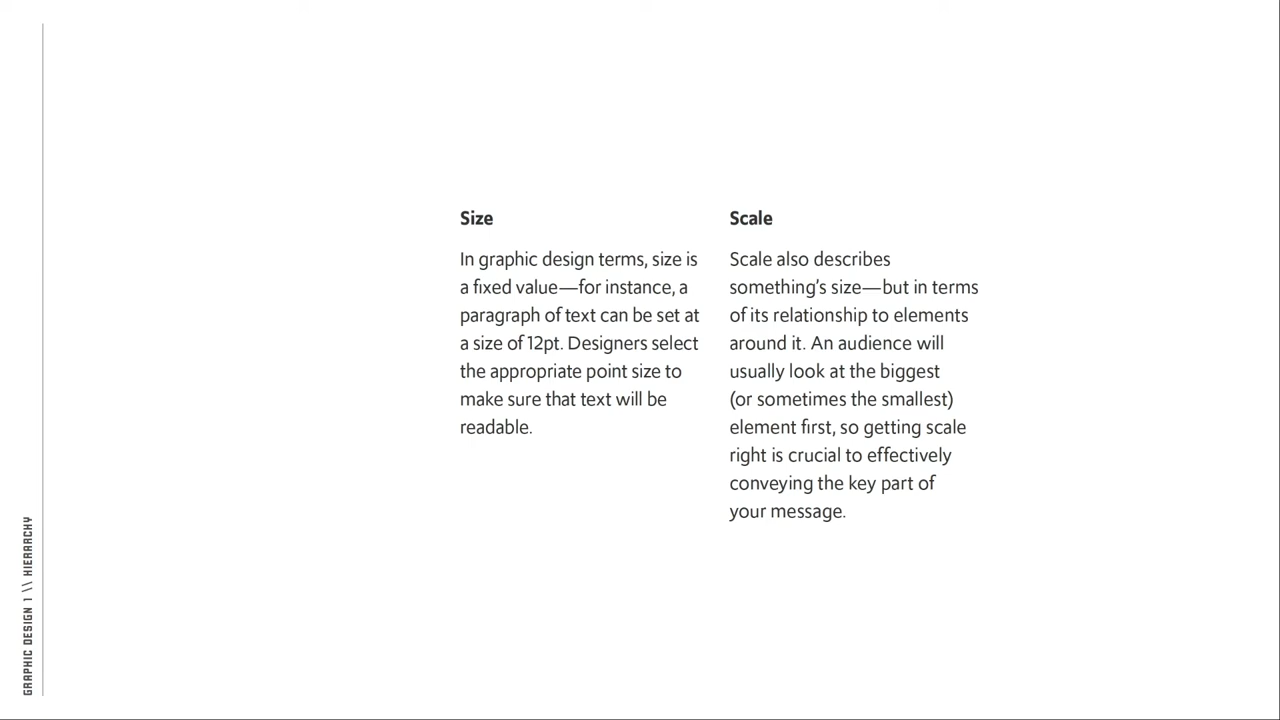 Size
In graphic design terms, size is
a fixed value—for instance, a
paragraph of text can be set at
a size of 12pt. Designers select
the appropriate point size to
make sure that text will be
readable.
Scale
Scale also describes
something's size—but in terms
of its relationship to elements
around it. An audience will
usually look at the biggest
(or sometimes the smallest)
element first, so getting scale
right is crucial to effectively
conveying the key part of
your message.
GRAPHIC DESIGN 1 \\ HIERARCHY